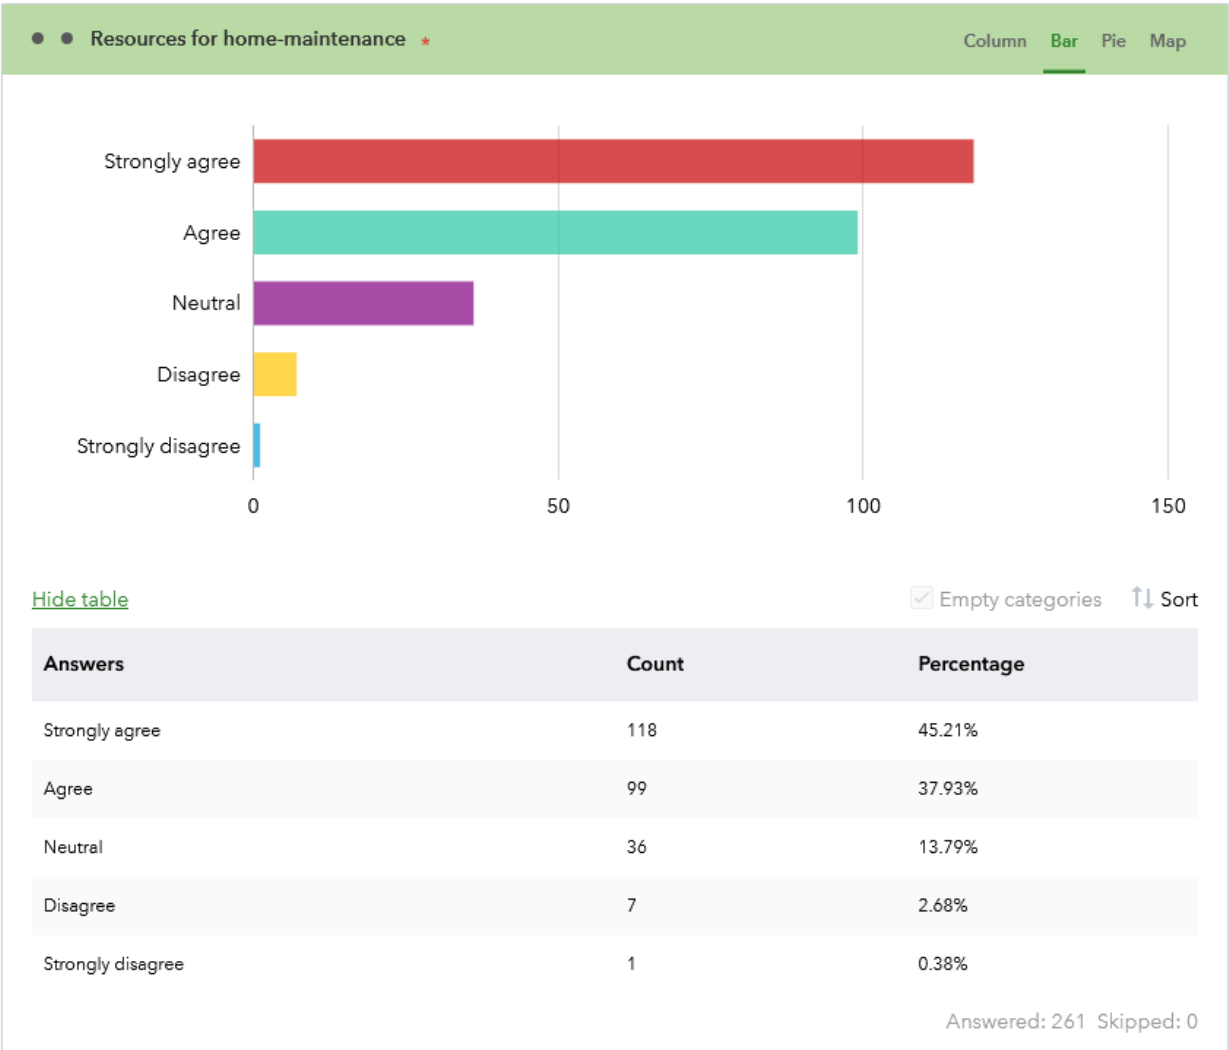 Resources for home-maintenance *
Column Bar Pie Map
Strongly agree
Agree
Neutral
Disagree
Strongly disagree
0 50 100 150
Hide table
Empty categories Sort
Answers Count Percentage
Strongly agree 118 45.21%
Agree 99 37.93%
Neutral 36 13.79%
Disagree 7 2.68%
Strongly disagree 1 0.38%
Answered: 261 Skipped: 0